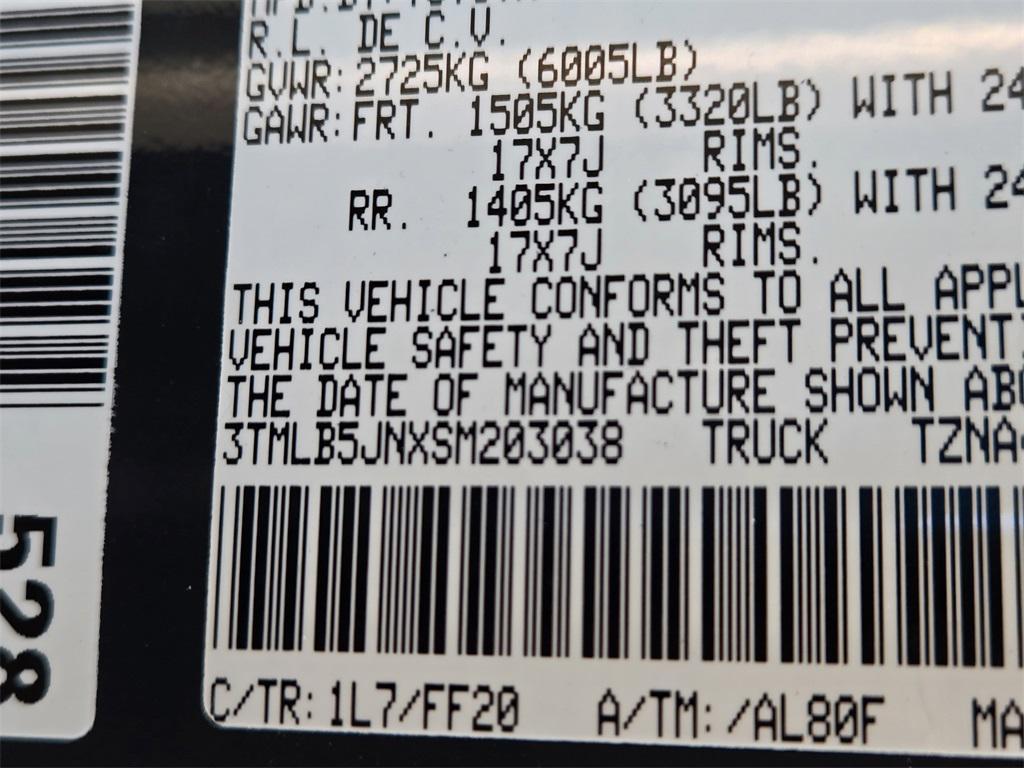 R.L. DE C.V.
GVWR: 2725KG (6005LB)
GAWR: FRT. 1505KG (3320LB) WITH 24
17X7J RIMS.
RR. 1405KG (3095LB) WITH 24
17X7J RIMS.
THIS VEHICLE CONFORMS TO ALL APPL
VEHICLE SAFETY AND THEFT PREVENTI
THE DATE OF MANUFACTURE SHOWN ABO
3TMLB5JNXSM203038 TRUCK TZNA
C/TR: 1L7/FF20 A/TM: /AL80F MA
528